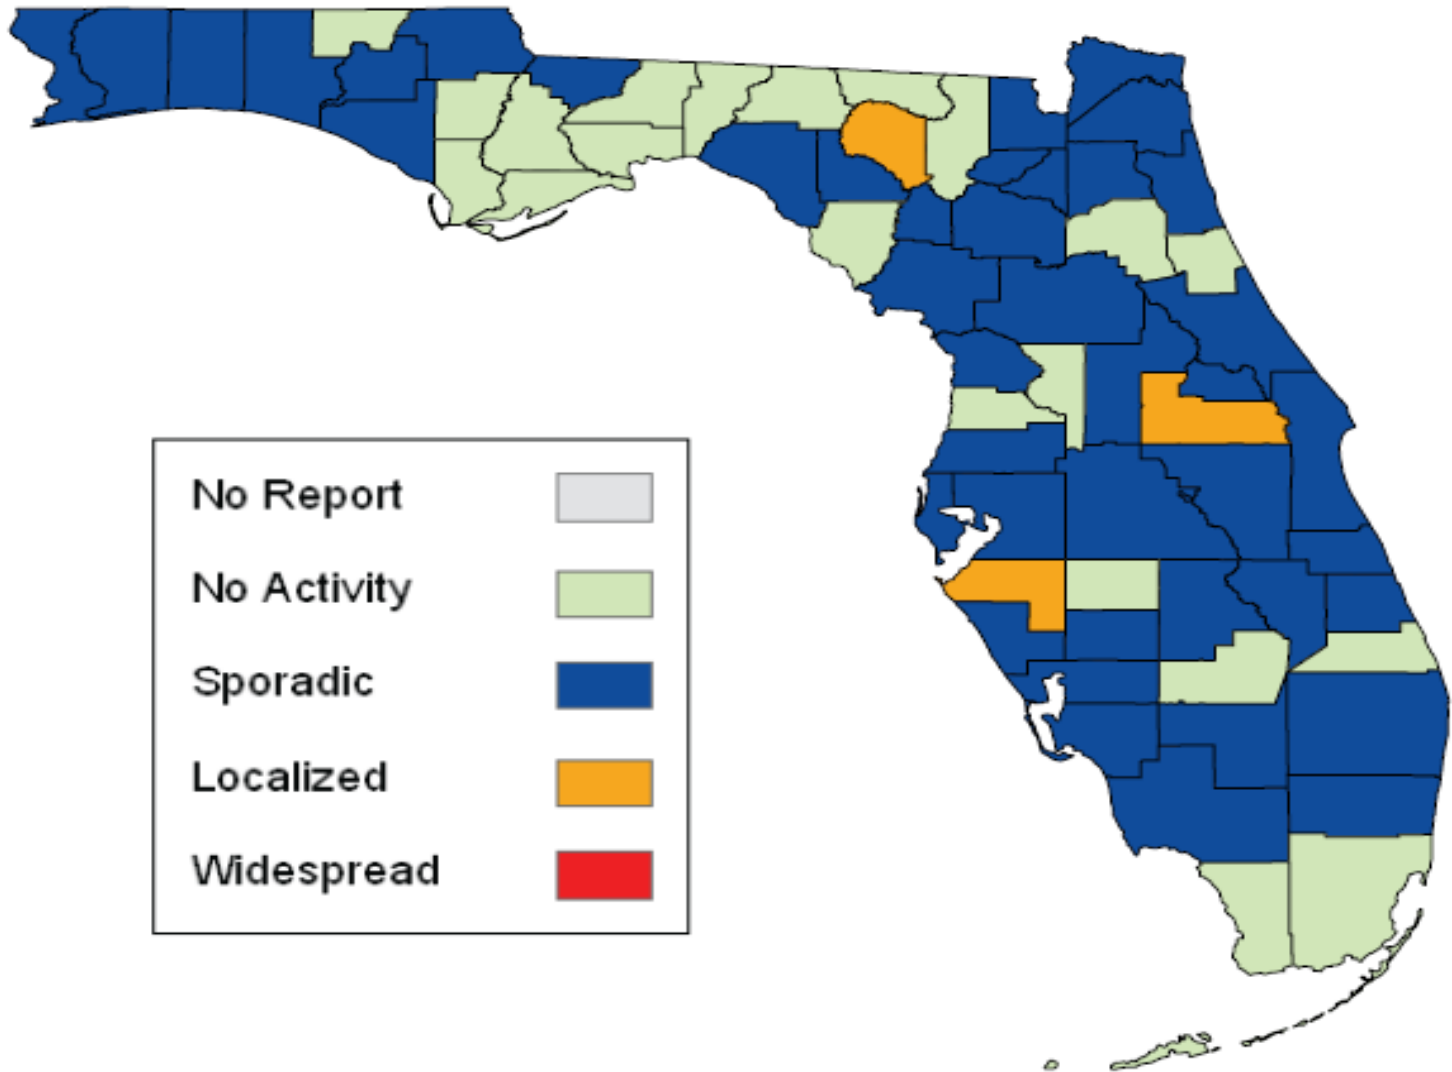 No Report
No Activity
Sporadic
Localized
Widespread